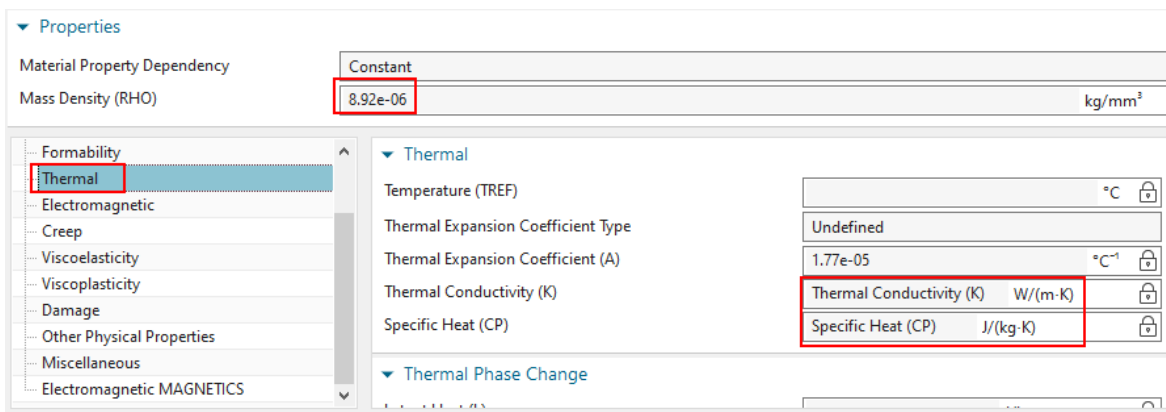 Properties
Material Property Dependency Constant
Mass Density (RHO) 8.92e-06 kg/mm³
Formability
Thermal
Electromagnetic
Creep
Viscoelasticity
Viscoplasticity
Damage
Other Physical Properties
Miscellaneous
Electromagnetic MAGNETICS
Thermal
Temperature (TREF) °C
Thermal Expansion Coefficient Type Undefined
Thermal Expansion Coefficient (A) 1.77e-05 °C⁻¹
Thermal Conductivity (K) Thermal Conductivity (K) W/(m·K)
Specific Heat (CP) Specific Heat (CP) J/(kg·K)
Thermal Phase Change